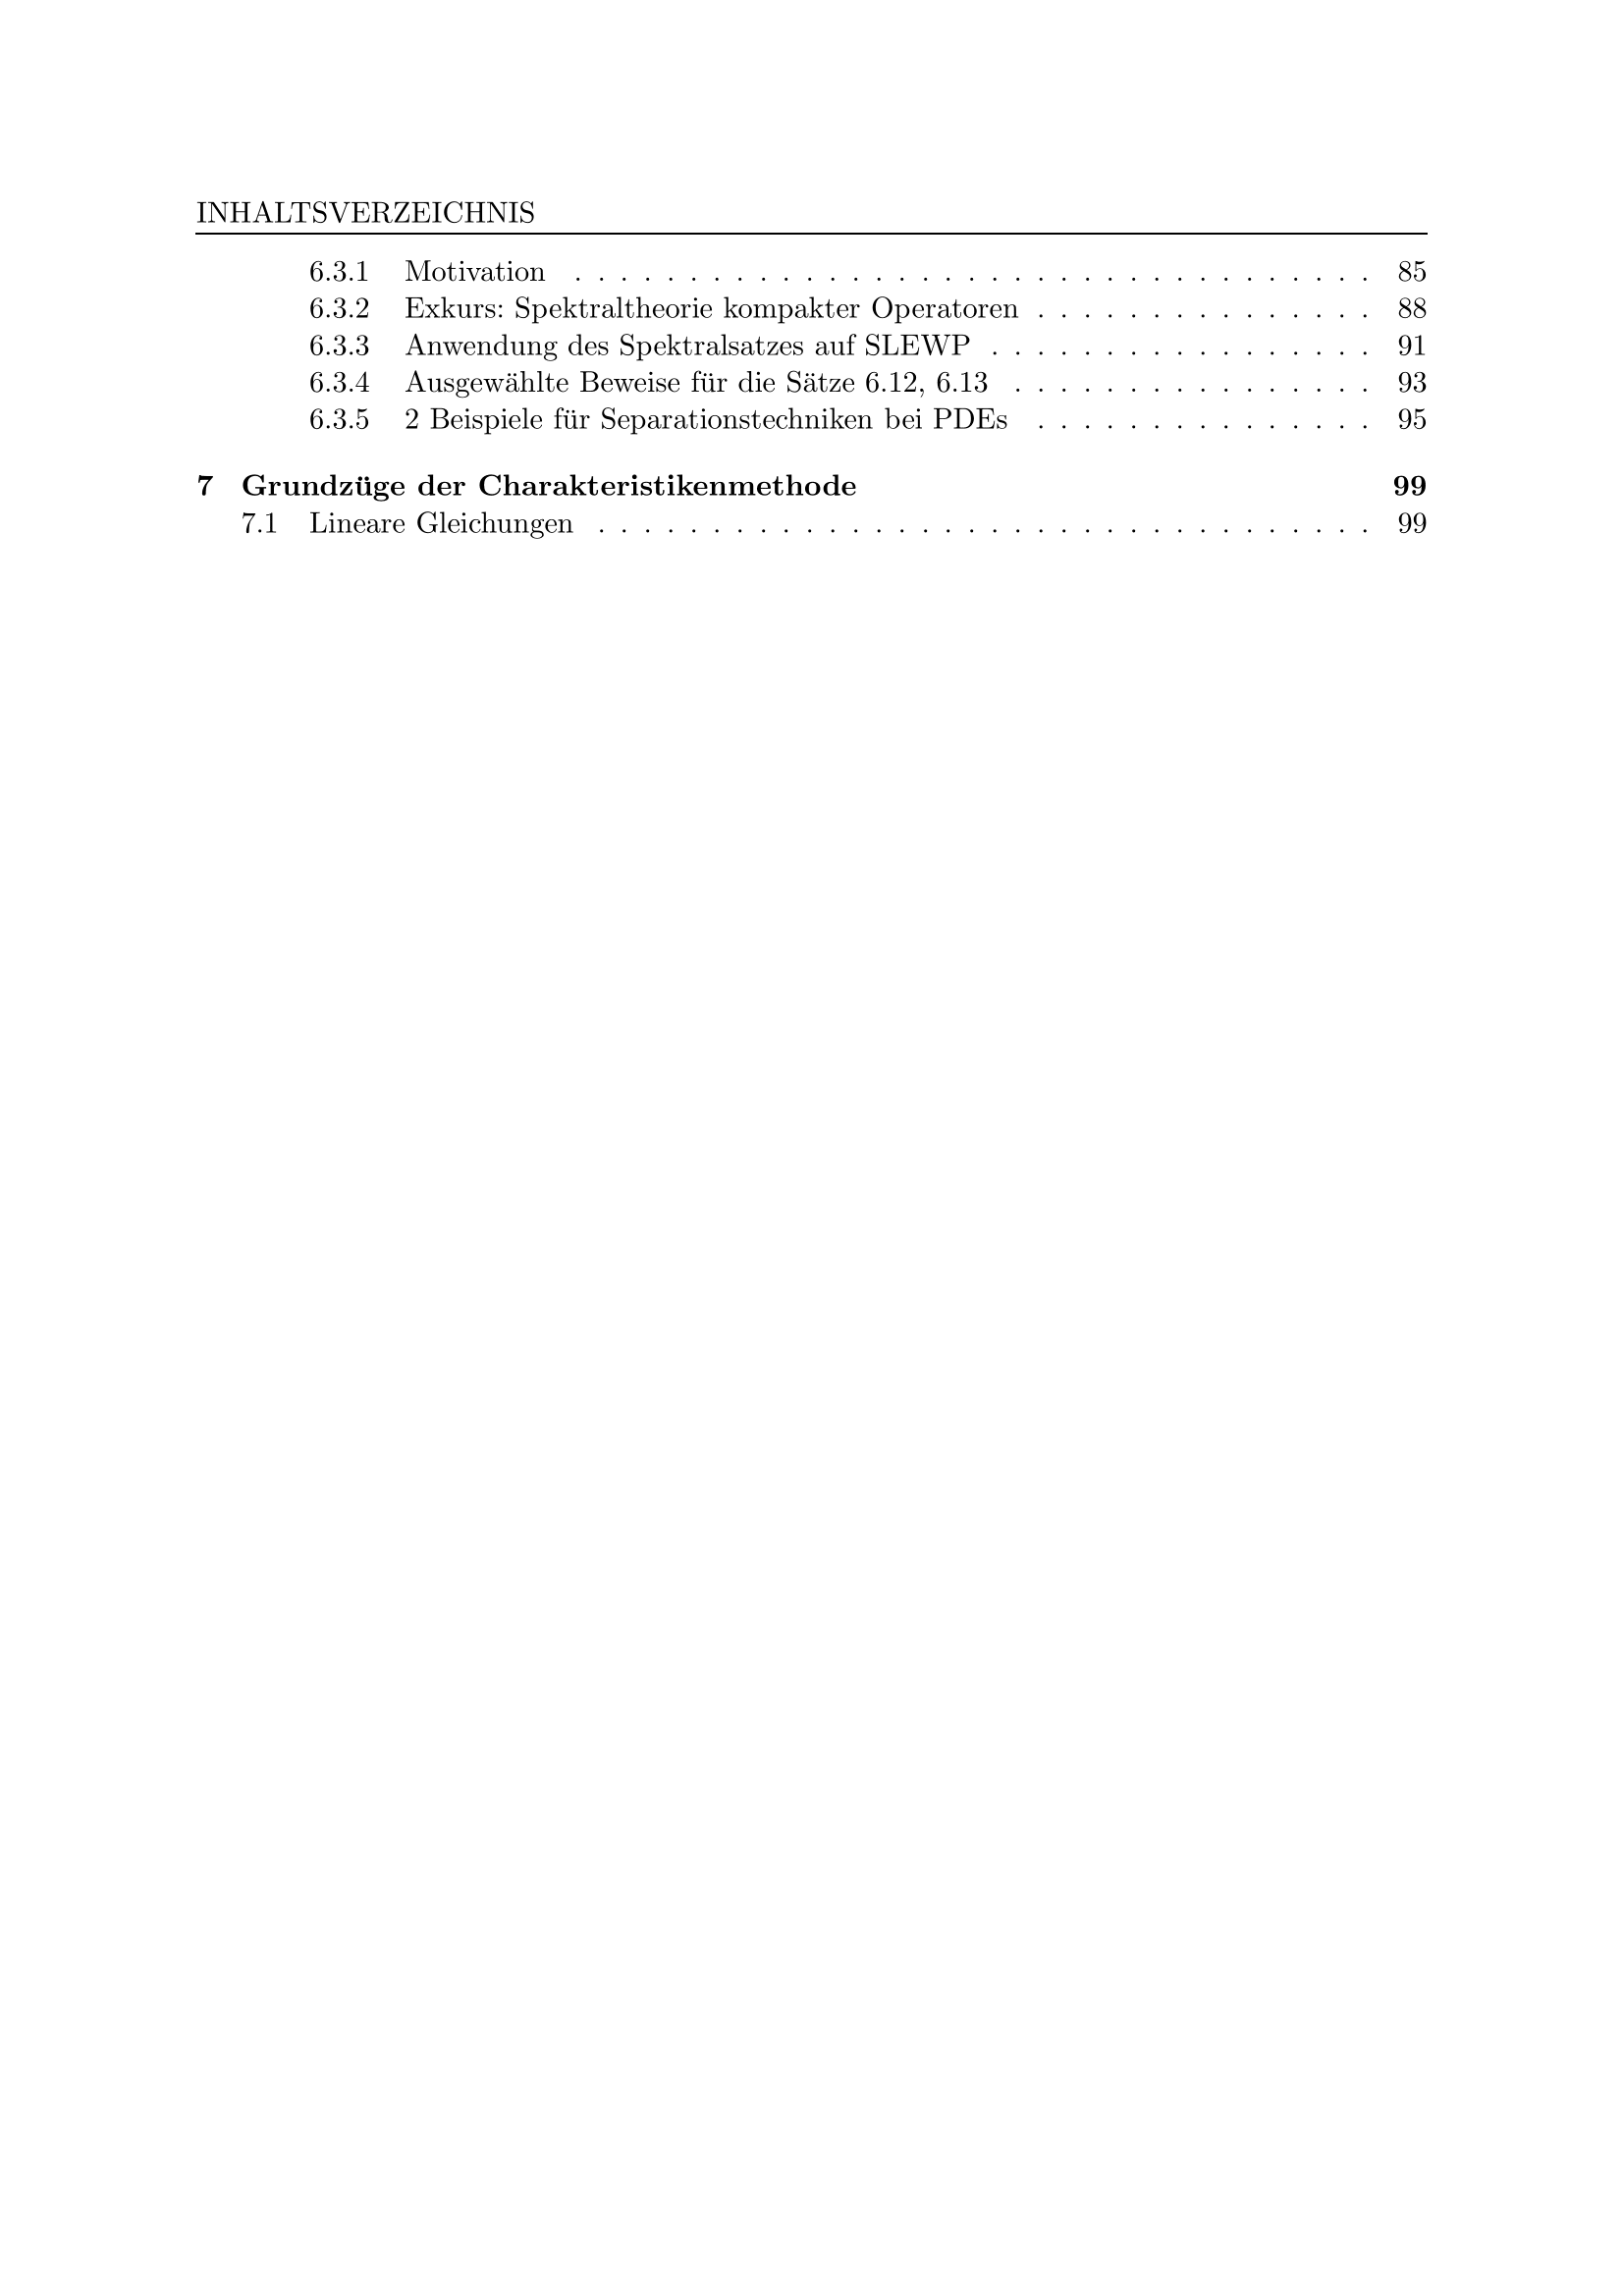 INHALTSVERZEICHNIS
6.3.1 Motivation . . . . . . . . . . . . . . . . . . . . . . . . . . . . . . . . . . . 85
6.3.2 Exkurs: Spektraltheorie kompakter Operatoren . . . . . . . . . . . . . . . 88
6.3.3 Anwendung des Spektralsatzes auf SLEWP . . . . . . . . . . . . . . . . . 91
6.3.4 Ausgewählte Beweise für die Sätze 6.12, 6.13 . . . . . . . . . . . . . . . . 93
6.3.5 2 Beispiele für Separationstechniken bei PDEs . . . . . . . . . . . . . . . 95
7 Grundzüge der Charakteristikenmethode 99
7.1 Lineare Gleichungen . . . . . . . . . . . . . . . . . . . . . . . . . . . . . . . . . . 99